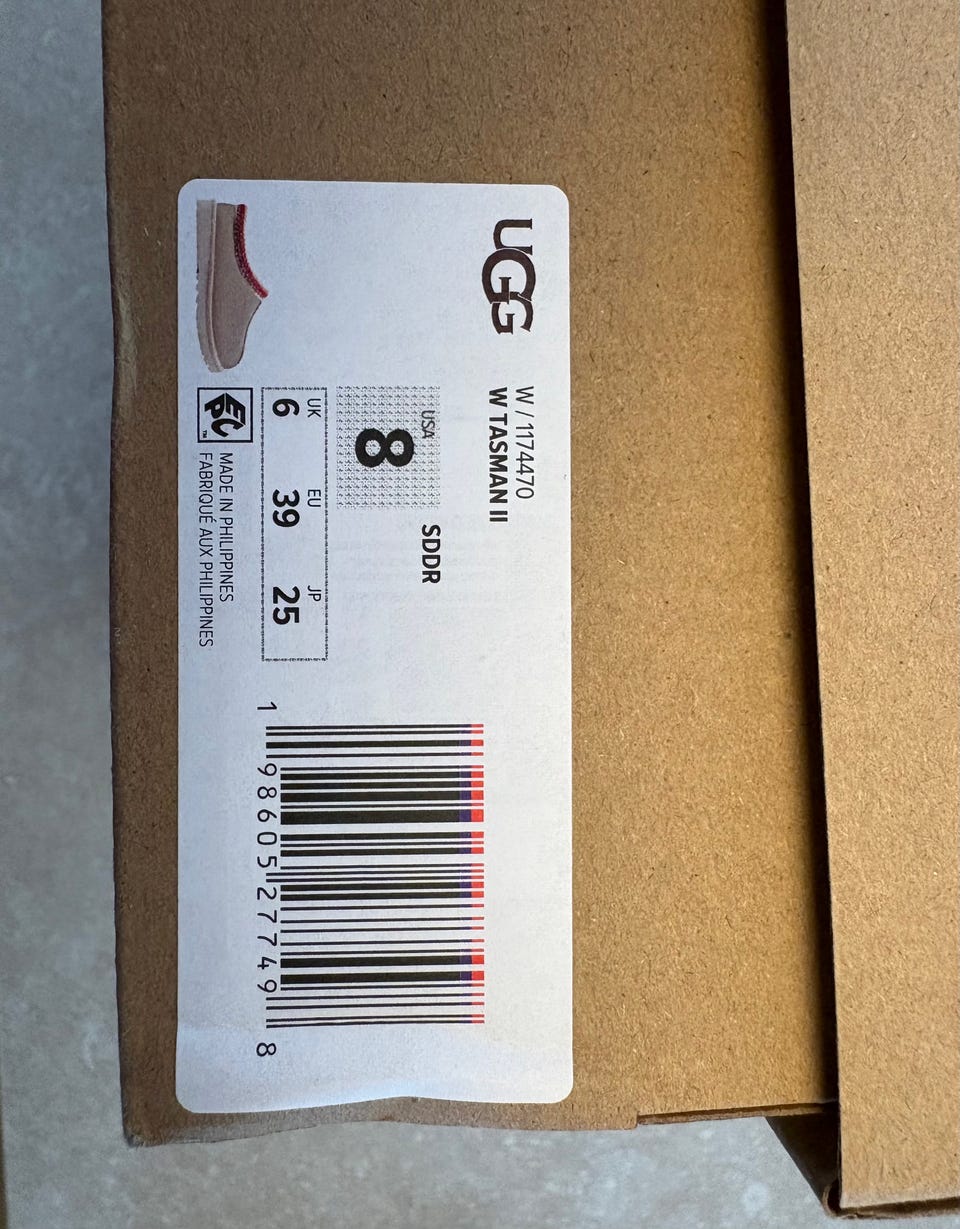 UGG
W / 1174470
W TASMAN II
USA
8
SDDR
UK EU JP
6 39 25
MADE IN PHILIPPINES
FABRIQUÉ AUX PHILIPPINES
1 98605 27749 8